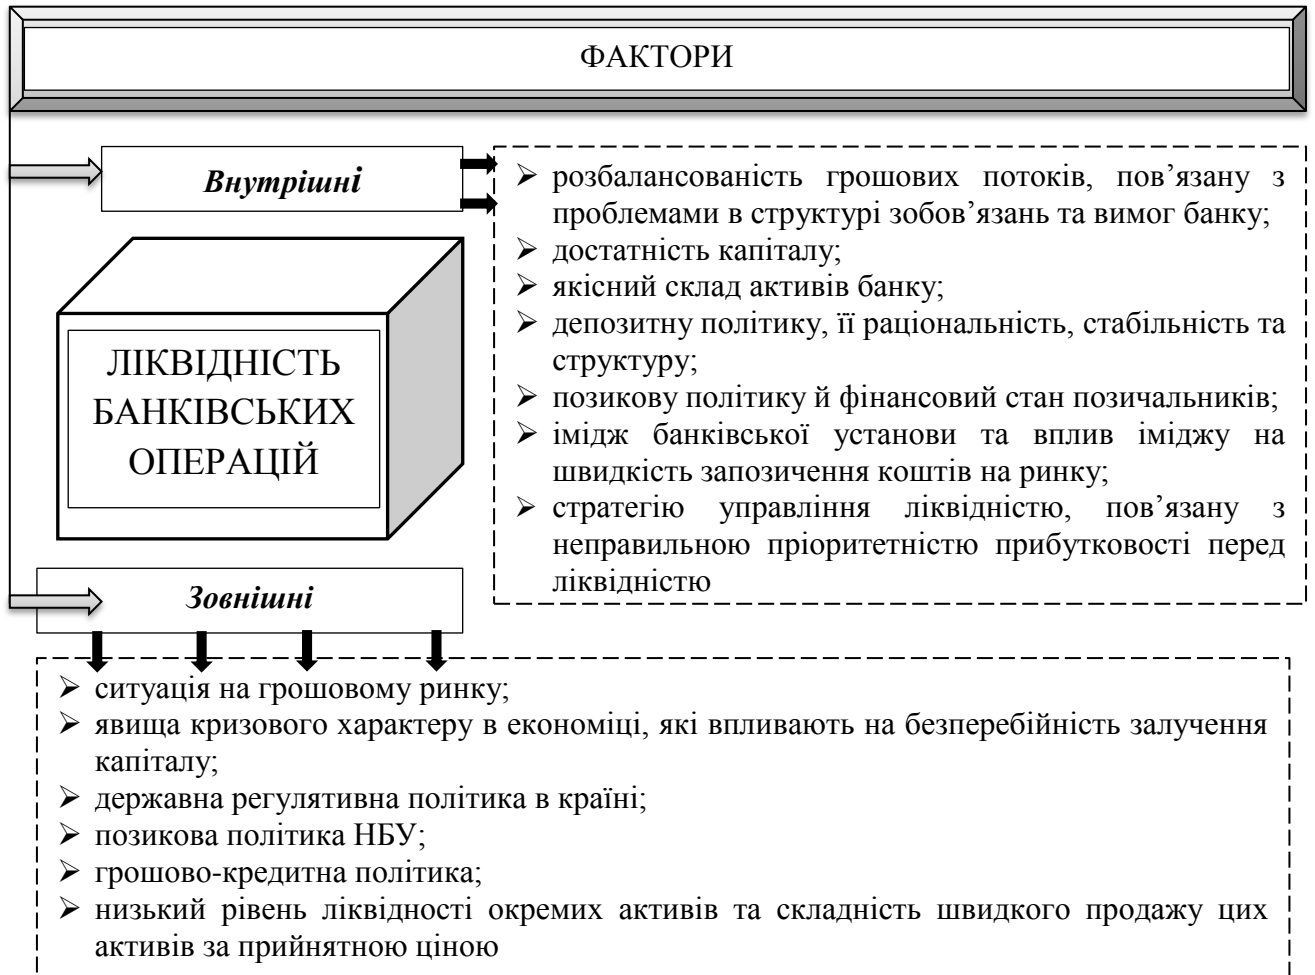 ФАКТОРИ
Внутрішні
➢ розбалансованість грошових потоків, пов’язану з
проблемами в структурі зобов’язань та вимог банку;
➢ достатність капіталу;
➢ якісний склад активів банку;
➢ депозитну політику, її раціональність, стабільність та
структуру;
➢ позикову політику й фінансовий стан позичальників;
➢ імідж банківської установи та вплив іміджу на
швидкість запозичення коштів на ринку;
➢ стратегію управління ліквідністю, пов’язану з
неправильною пріоритетністю прибутковості перед
ліквідністю
ЛІКВІДНІСТЬ
БАНКІВСЬКИХ
ОПЕРАЦІЙ
Зовнішні
➢ ситуація на грошовому ринку;
➢ явища кризового характеру в економіці, які впливають на безперебійність залучення
капіталу;
➢ державна регулятивна політика в країні;
➢ позикова політика НБУ;
➢ грошово-кредитна політика;
➢ низький рівень ліквідності окремих активів та складність швидкого продажу цих
активів за прийнятною ціною